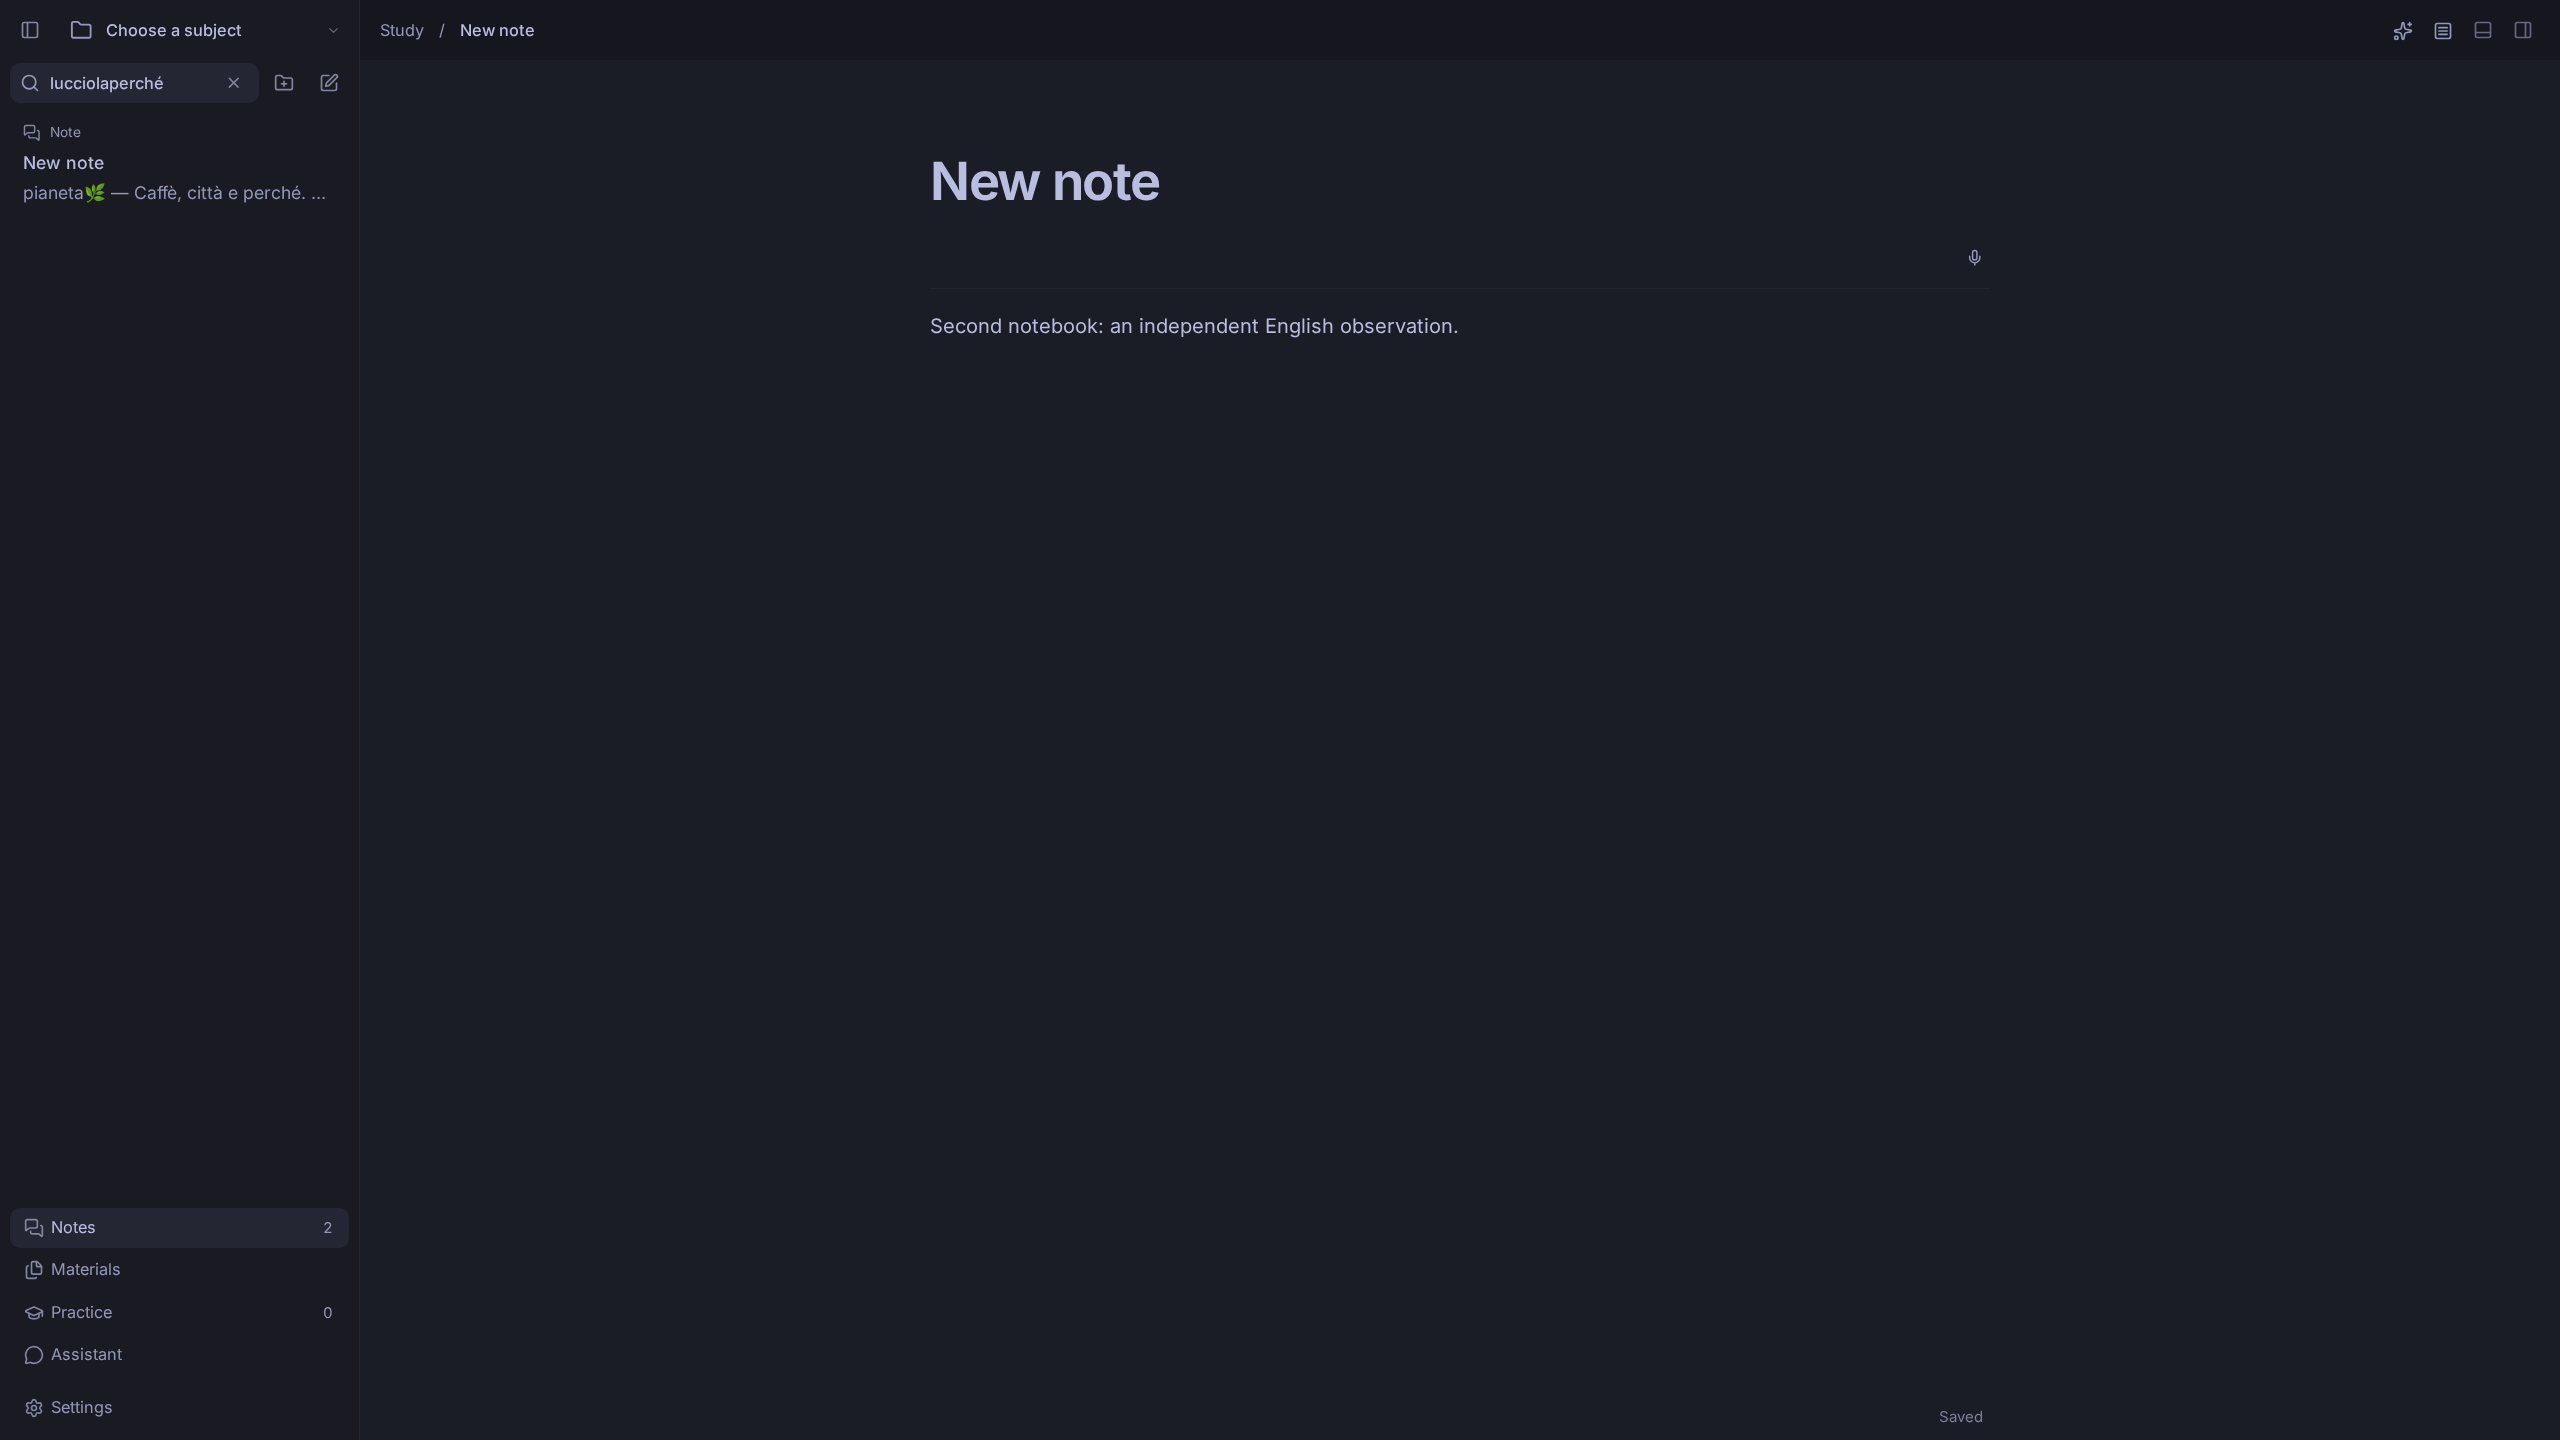 Choose a subject
lucciolaperché
Note
New note
pianeta🌿 — Caffè, città e perché. ...
Notes 2
Materials
Practice 0
Assistant
Settings
Study / New note
New note
Second notebook: an independent English observation.
Saved